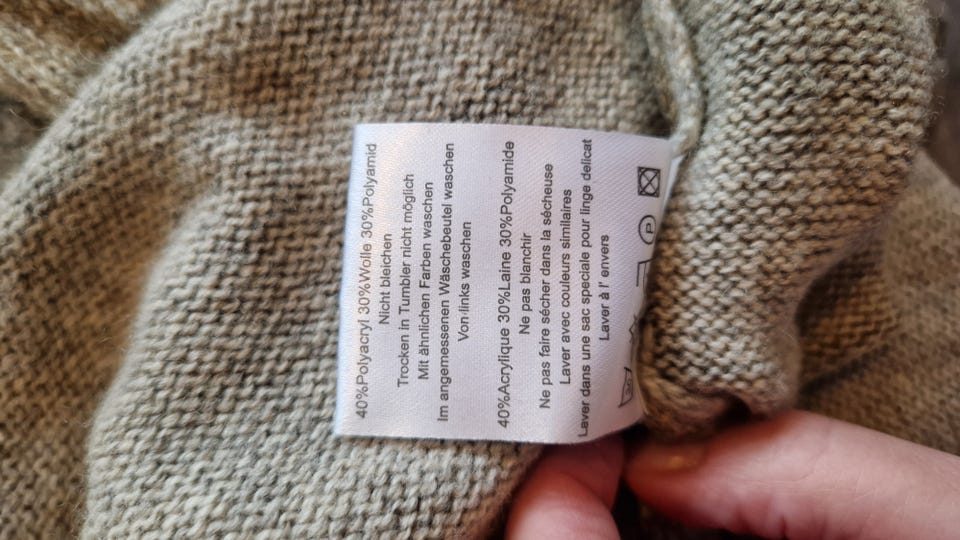 40%Polyacryl 30%Wolle 30%Polyamid
Nicht bleichen
Trocken in Tumbler nicht möglich
Mit ähnlichen Farben waschen
Im angemessenen Wäschebeutel waschen
Von links waschen
40%Acrylique 30%Laine 30%Polyamide
Ne pas blanchir
Ne pas faire sécher dans la sécheuse
Laver avec couleurs similaires
Laver dans une sac speciale pour linge delicat
Laver à l' envers
P